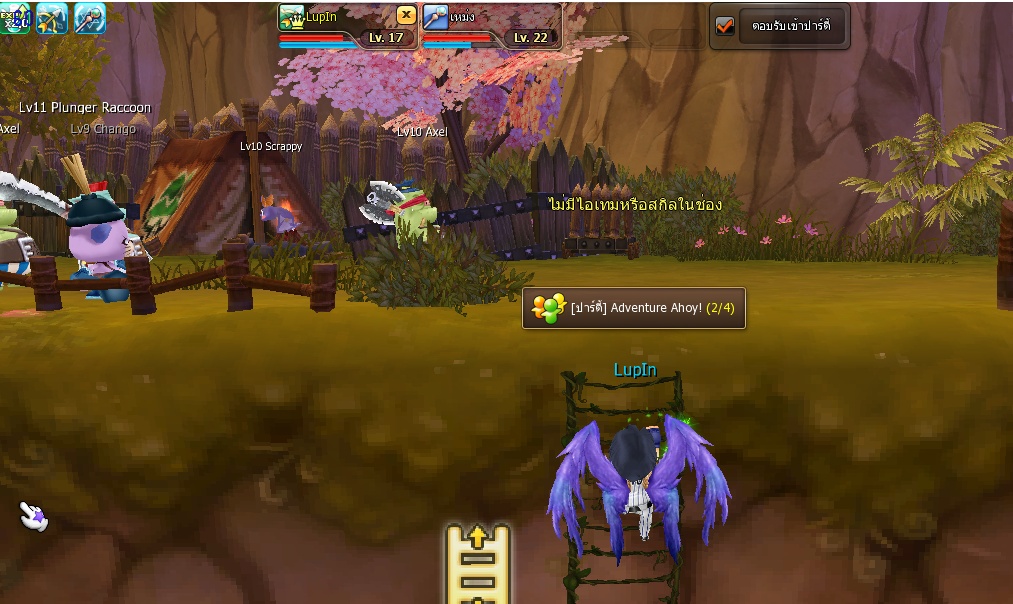 LupIn
เหม่ง
Lv. 17
Lv. 22
ตอบรับเข้าปาร์ตี้
Lv11 Plunger Raccoon
Axel
Lv9 Chango
Lv10 Axel
Lv10 Scrappy
ไม่มีไอเทมหรือสกิลในช่อง
[ปาร์ตี้] Adventure Ahoy! (2/4)
LupIn